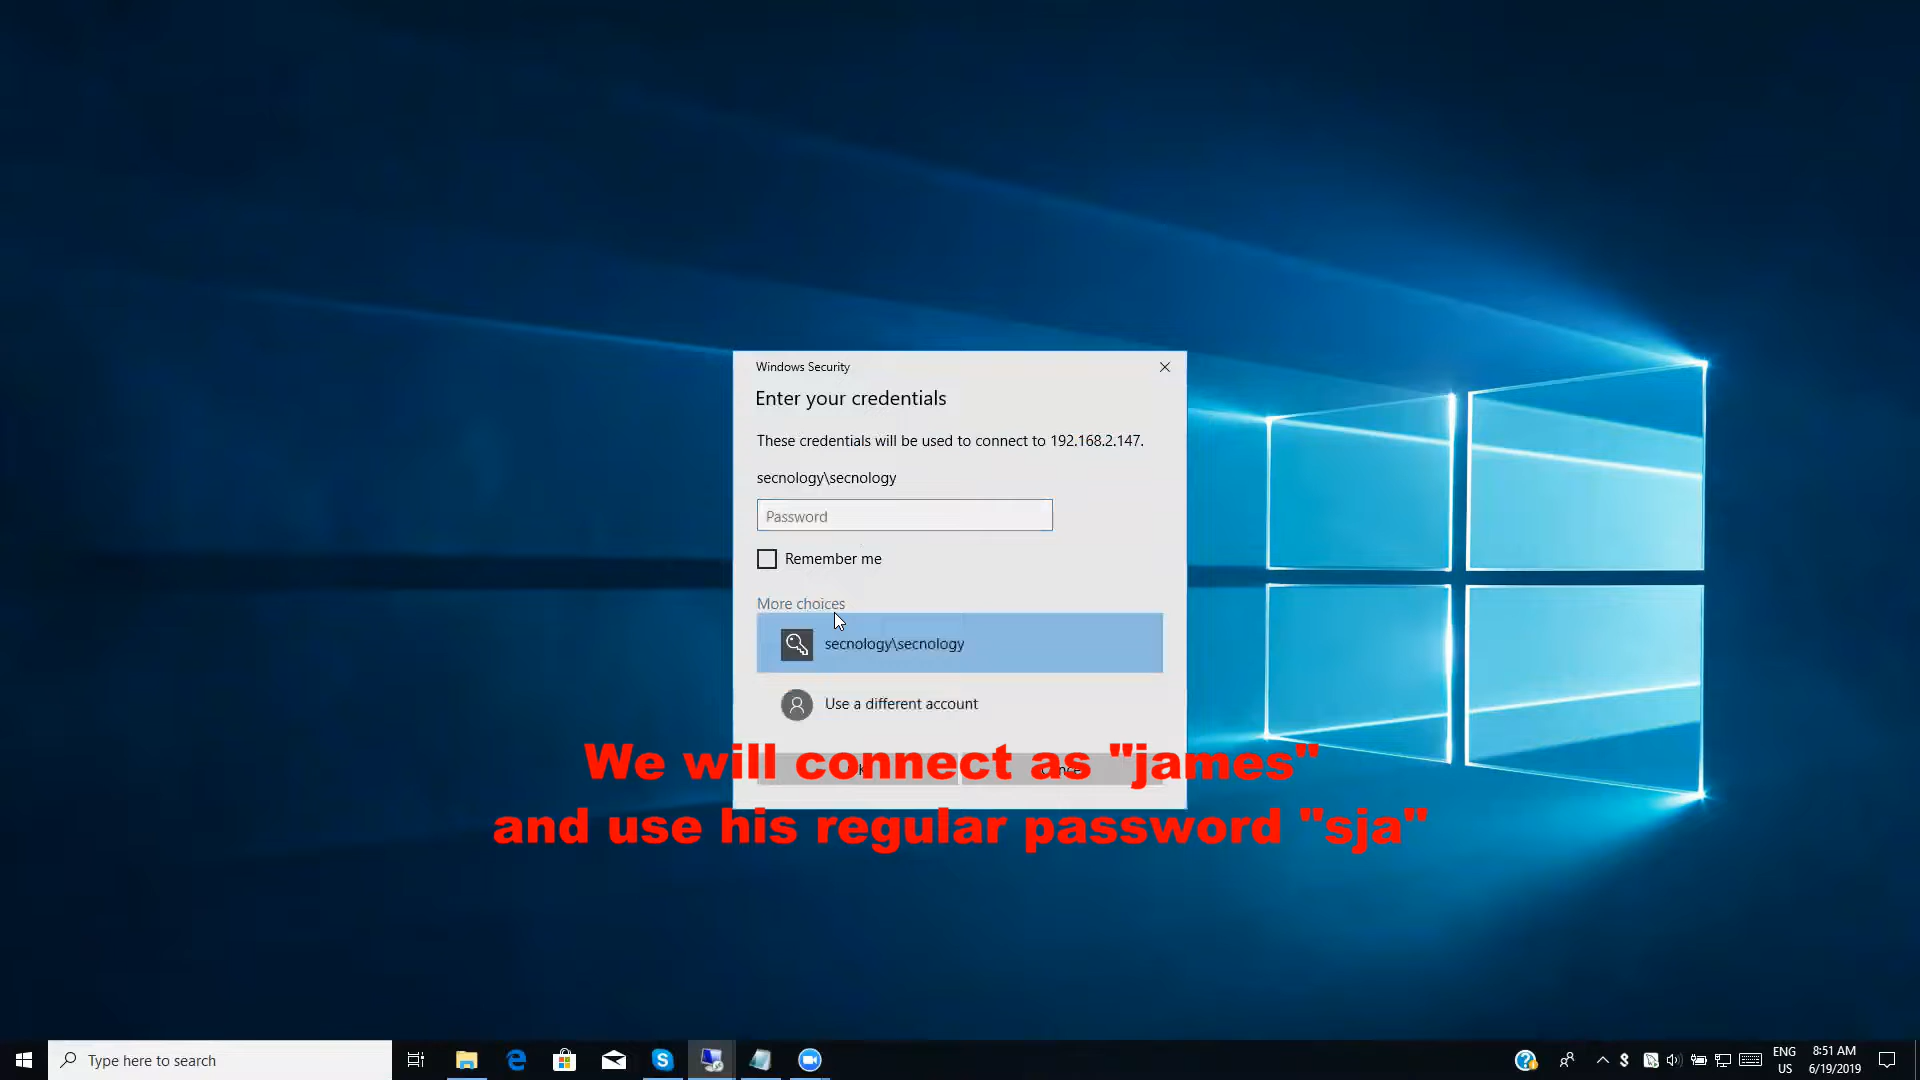 Windows Security
Enter your credentials
These credentials will be used to connect to 192.168.2.147.
secnology\secnology
Password
Remember me
More choices
secnology\secnology
Use a different account
We will connect as "james"
and use his regular password "sja"
Type here to search
ENG
US
8:51 AM
6/19/2019